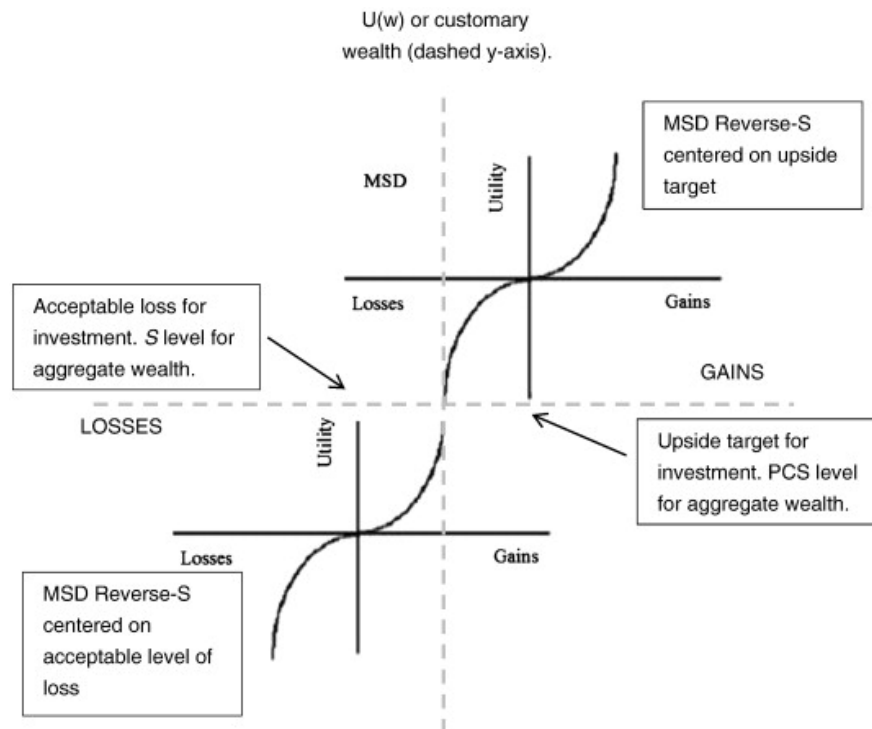 U(w) or customary
wealth (dashed y-axis).
MSD Reverse-S
centered on upside
target
MSD
Utility
Losses
Gains
Acceptable loss for
investment. S level for
aggregate wealth.
GAINS
LOSSES
Utility
Upside target for
investment. PCS level
for aggregate wealth.
Losses
Gains
MSD Reverse-S
centered on
acceptable level of
loss